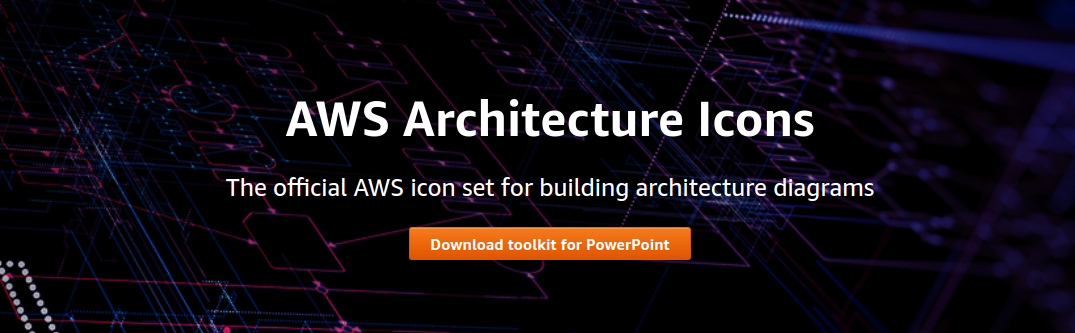 AWS Architecture Icons
The official AWS icon set for building architecture diagrams
Download toolkit for PowerPoint